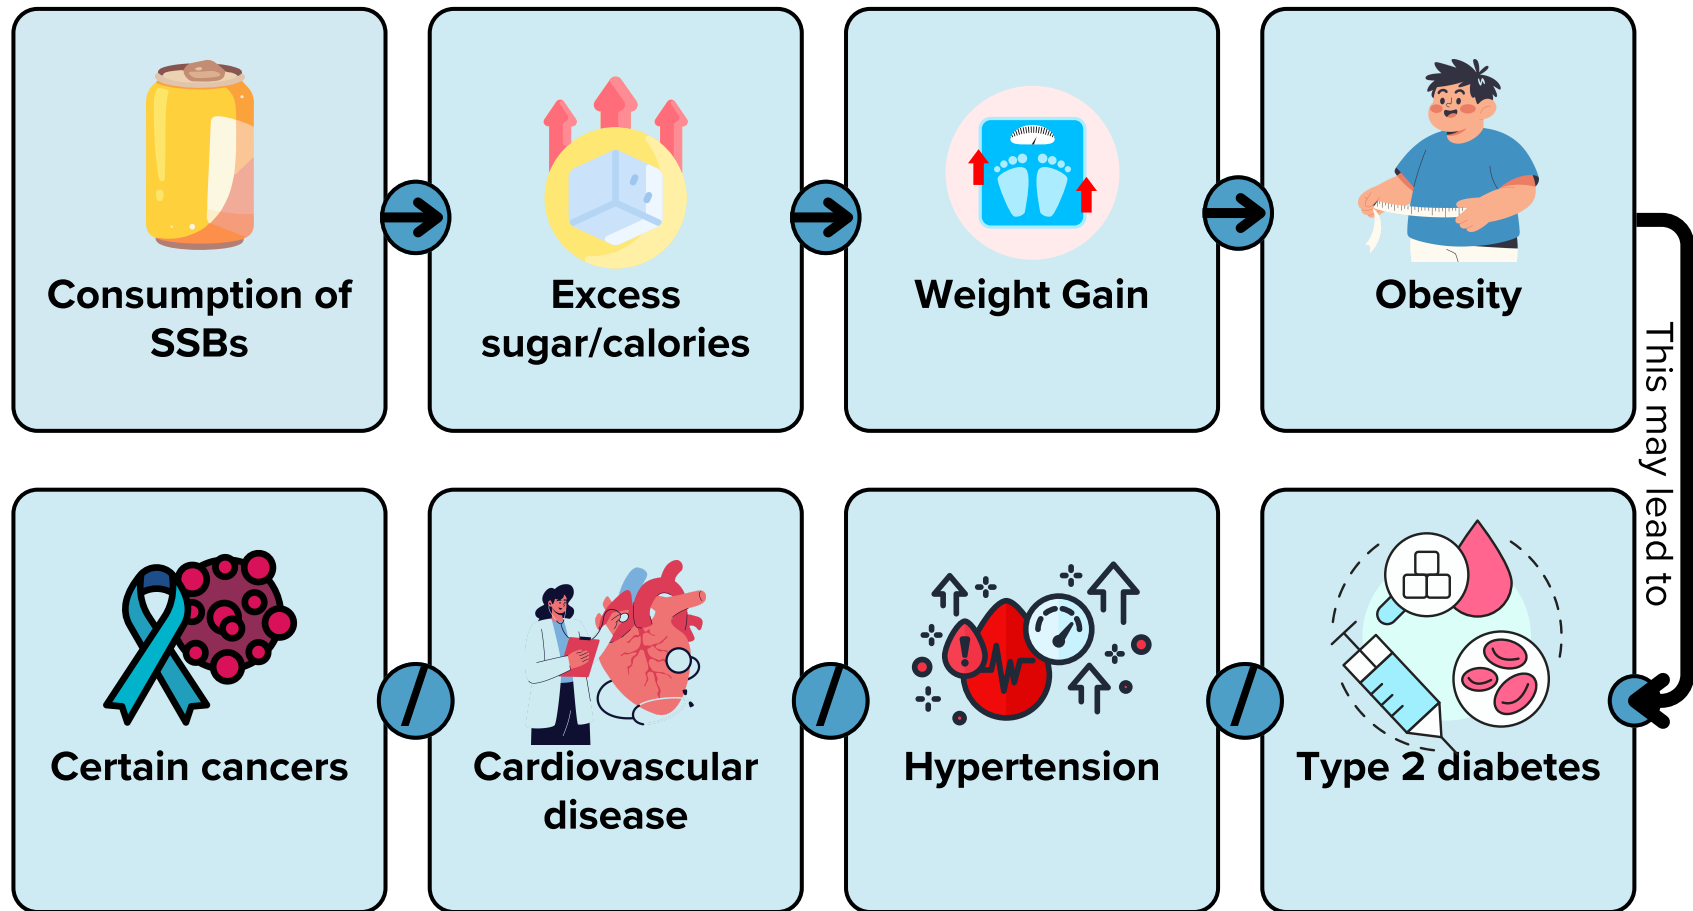 Consumption of
SSBs
Excess
sugar/calories
Weight Gain
Obesity
This may lead to
Type 2 diabetes
/
Hypertension
/
Cardiovascular
disease
/
Certain cancers